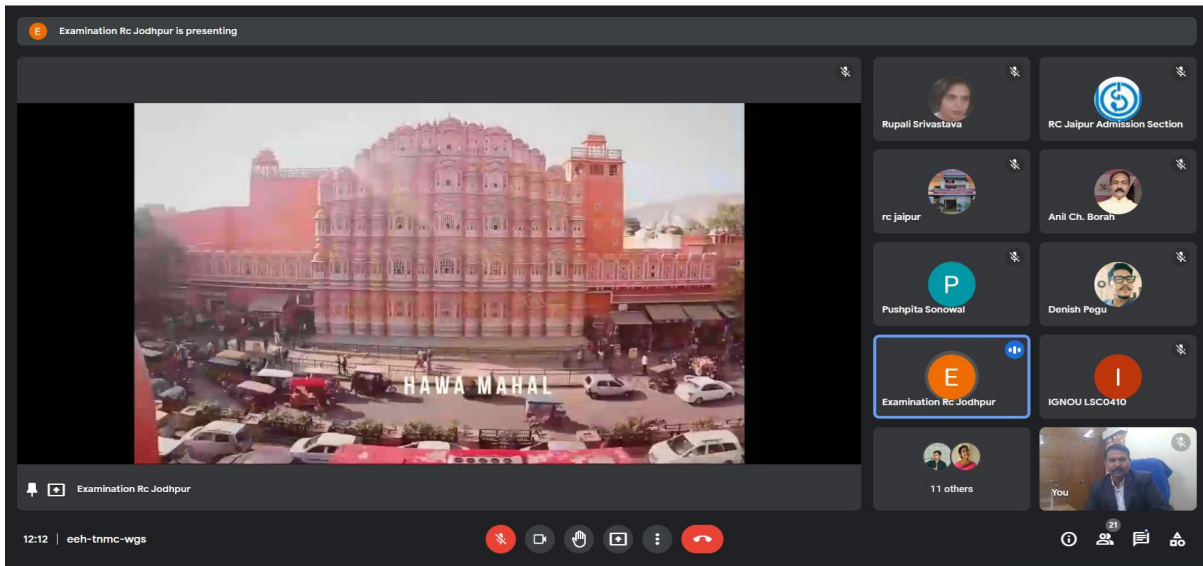 E Examination Rc Jodhpur is presenting
HAWA MAHAL
Examination Rc Jodhpur
Rupali Srivastava
RC Jaipur Admission Section
rc jaipur
Anil Ch. Borah
P
Pushpita Sonowal
Denish Pegu
E
Examination Rc Jodhpur
I
IGNOU LSC0410
11 others
You
12:12 | eeh-tnmc-wgs
21